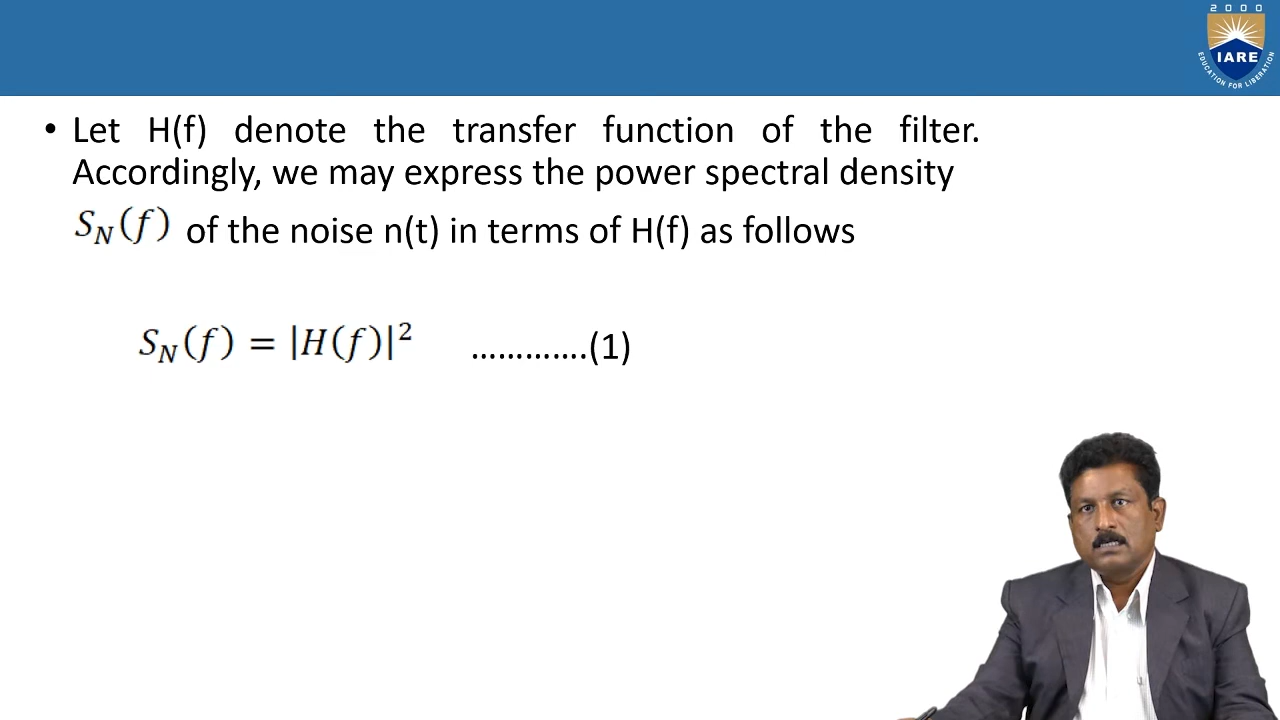 2000
IARE
EDUCATION FOR LIBERATION
• Let H(f) denote the transfer function of the filter.
Accordingly, we may express the power spectral density
S_N(f) of the noise n(t) in terms of H(f) as follows
S_N(f) = |H(f)|² .............(1)